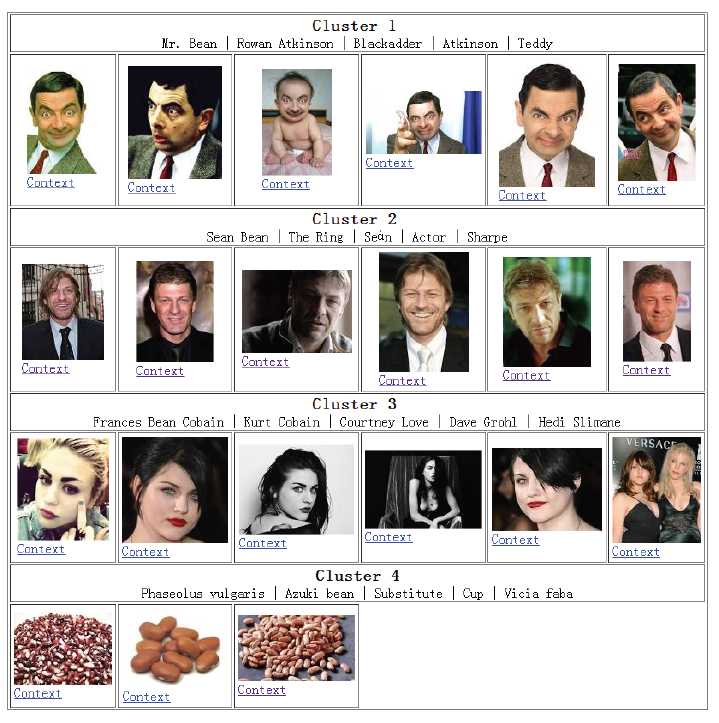 Cluster 1
Mr. Bean | Rowan Atkinson | Blackadder | Atkinson | Teddy
Context Context Context Context Context Context
Cluster 2
Sean Bean | The Ring | Seán | Actor | Sharpe
Context Context Context Context Context Context
Cluster 3
Frances Bean Cobain | Kurt Cobain | Courtney Love | Dave Grohl | Hedi Slimane
VERSACE
Context Context Context Context Context Context
Cluster 4
Phaseolus vulgaris | Azuki bean | Substitute | Cup | Vicia faba
Context Context Context